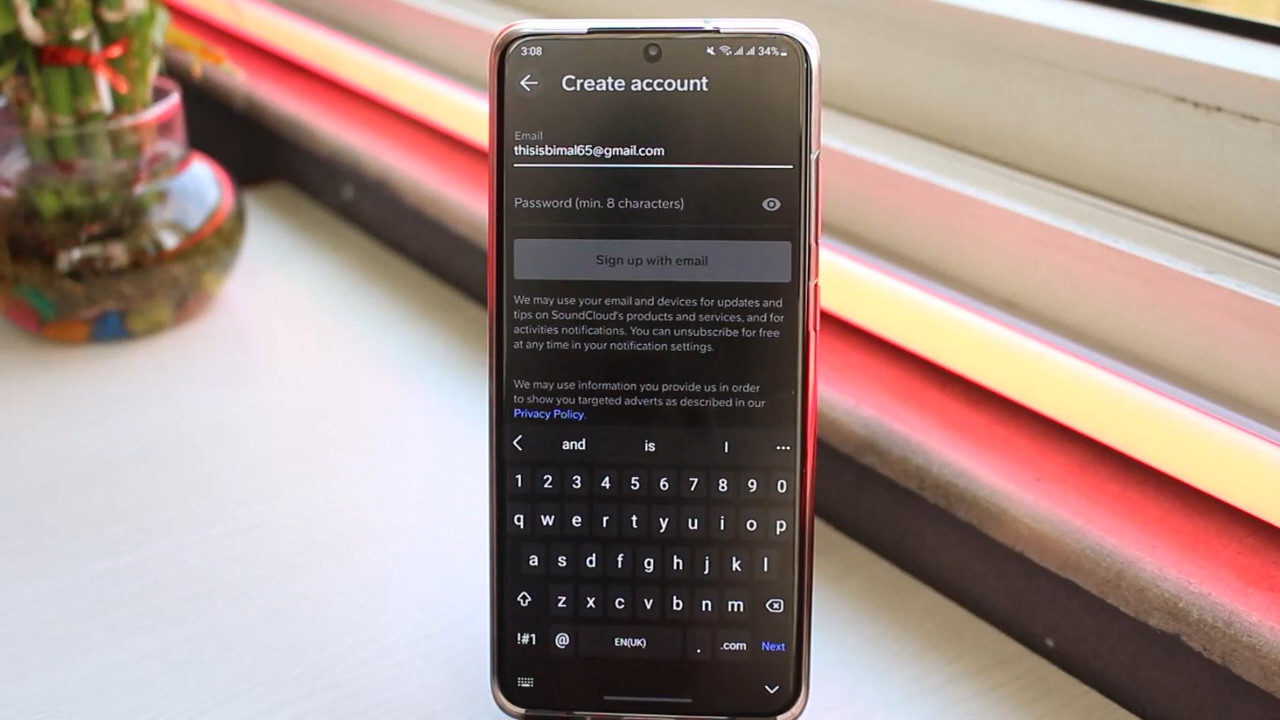 3:08 34%
Create account
Email
thisisbimal65@gmail.com
Password (min. 8 characters)
Sign up with email
We may use your email and devices for updates and
tips on SoundCloud's products and services, and for
activities notifications. You can unsubscribe for free
at any time in your notification settings.
We may use information you provide us in order
to show you targeted adverts as described in our
Privacy Policy.
and is I
1 2 3 4 5 6 7 8 9 0
q w e r t y u i o p
a s d f g h j k l
z x c v b n m
!#1 @ EN(UK) . .com Next